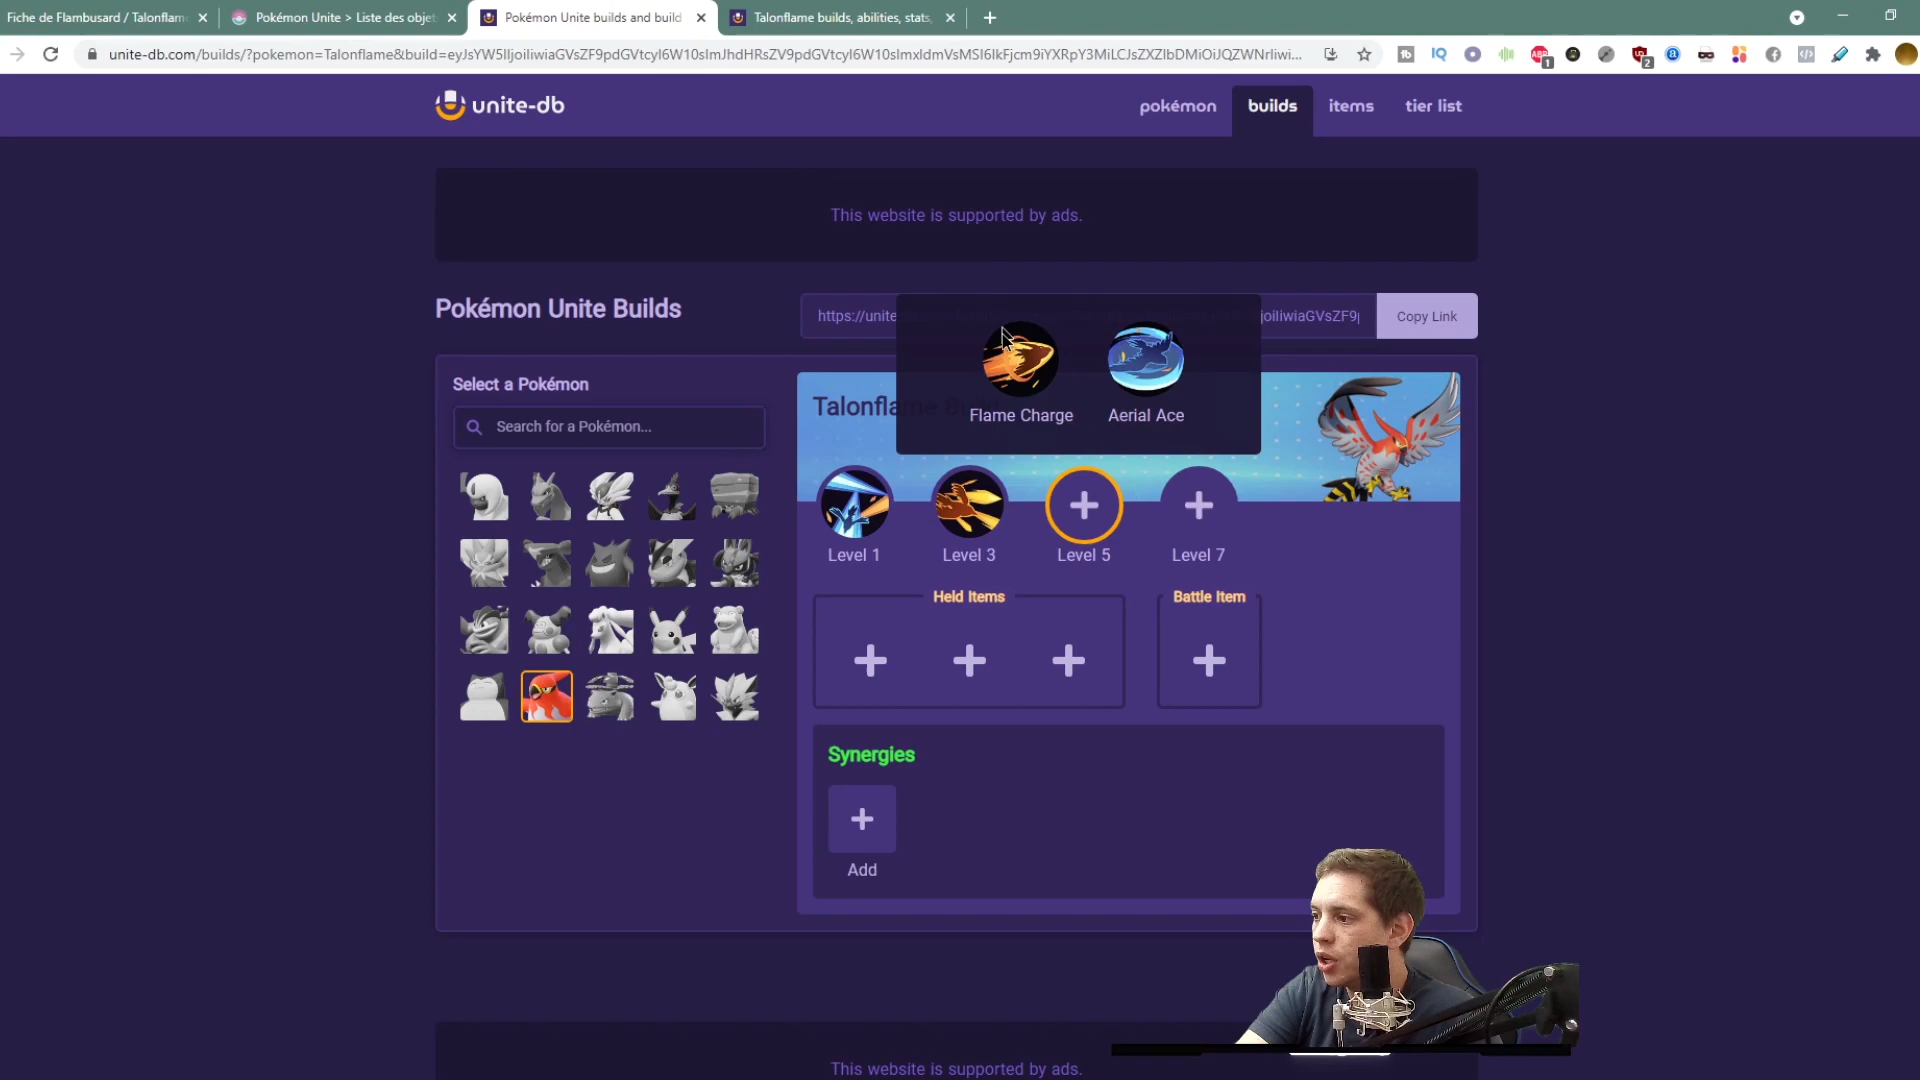 Fiche de Flambusard / Talonflam
Pokémon Unite > Liste des objet
Pokémon Unite builds and build
Talonflame builds, abilities, stats,
unite-db.com/builds/?pokemon=Talonflame&build=
unite-db
pokémon
builds
items
tier list
This website is supported by ads.
Pokémon Unite Builds
https://unite
joiIiwiaGVsZF9
Copy Link
Select a Pokémon
Search for a Pokémon...
Talonflame
Flame Charge
Aerial Ace
Level 1
Level 3
Level 5
Level 7
Held Items
Battle Item
Synergies
Add
This website is supported by ads.